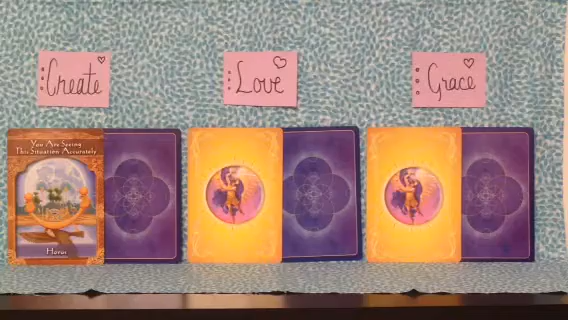 Create
Love
Grace
You Are Seeing
This Situation Accurately
Horus